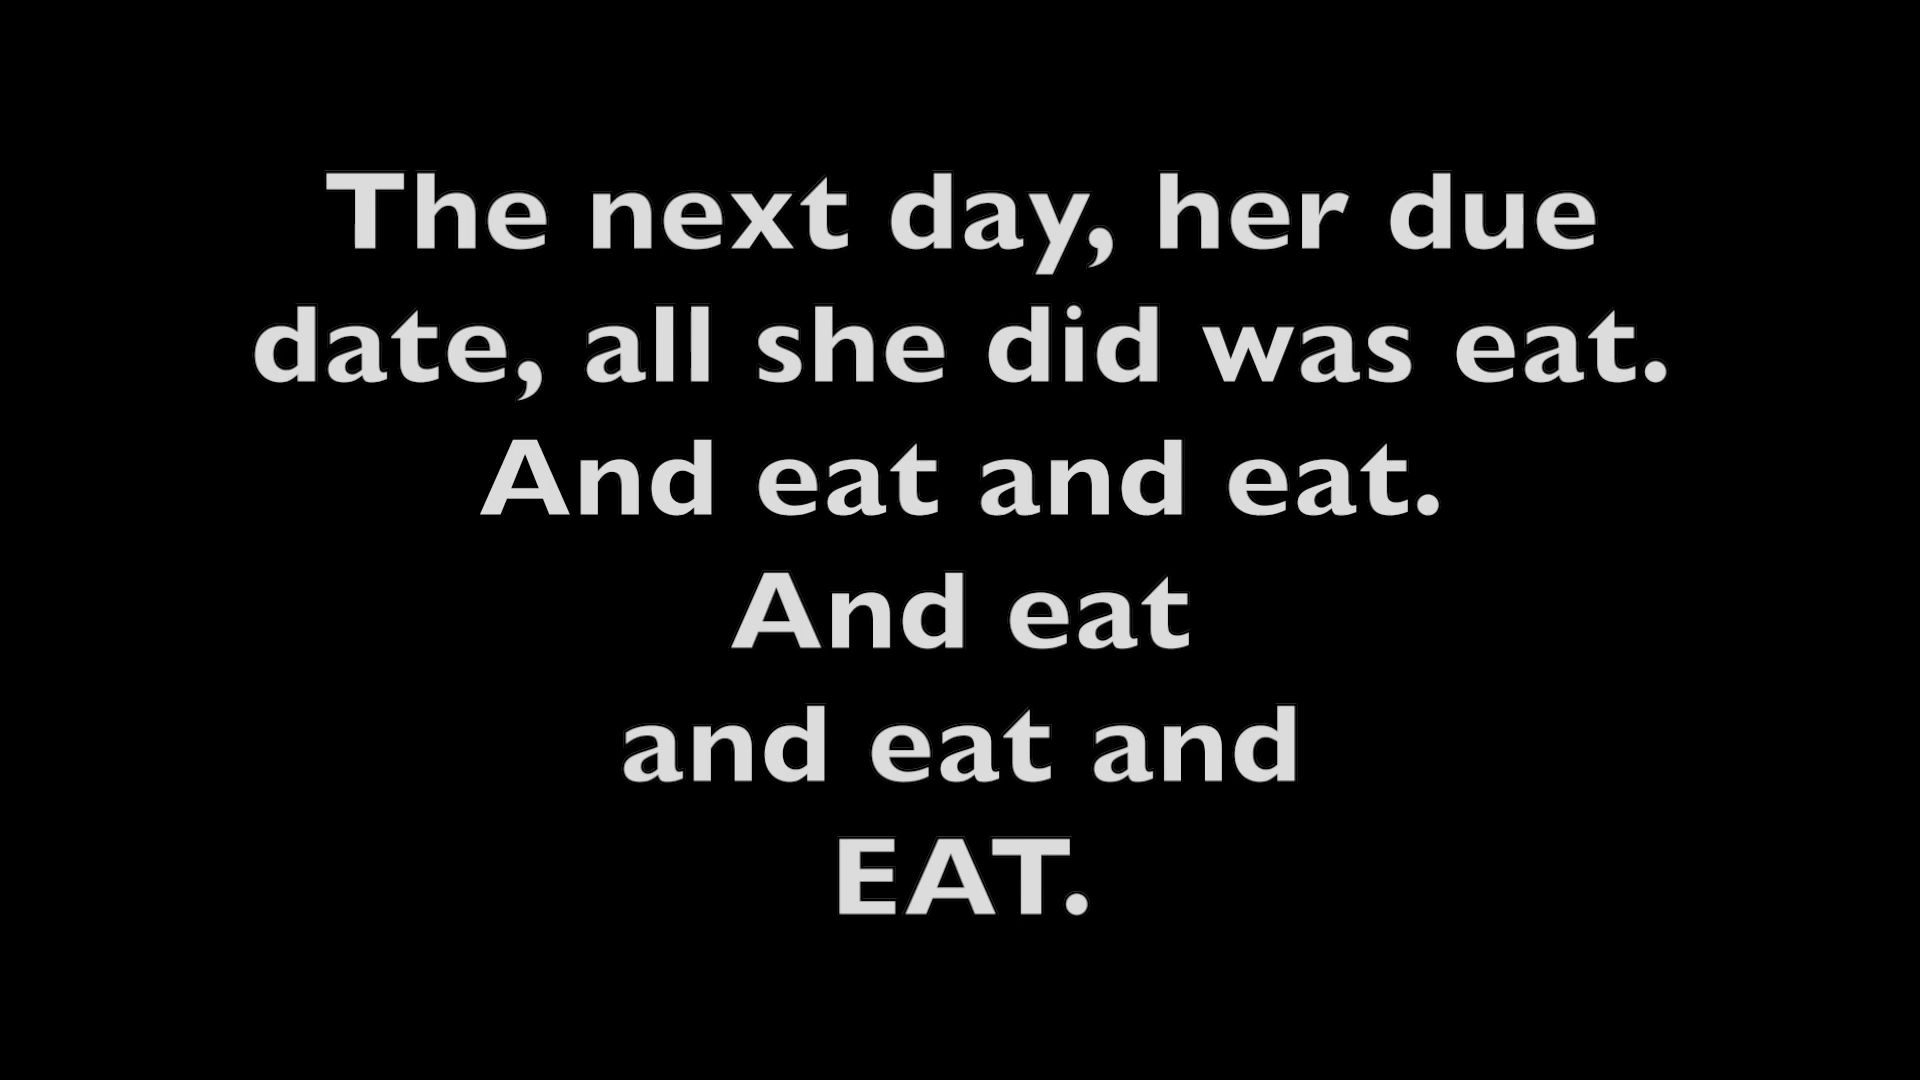 The next day, her due
date, all she did was eat.
And eat and eat.
And eat
and eat and
EAT.